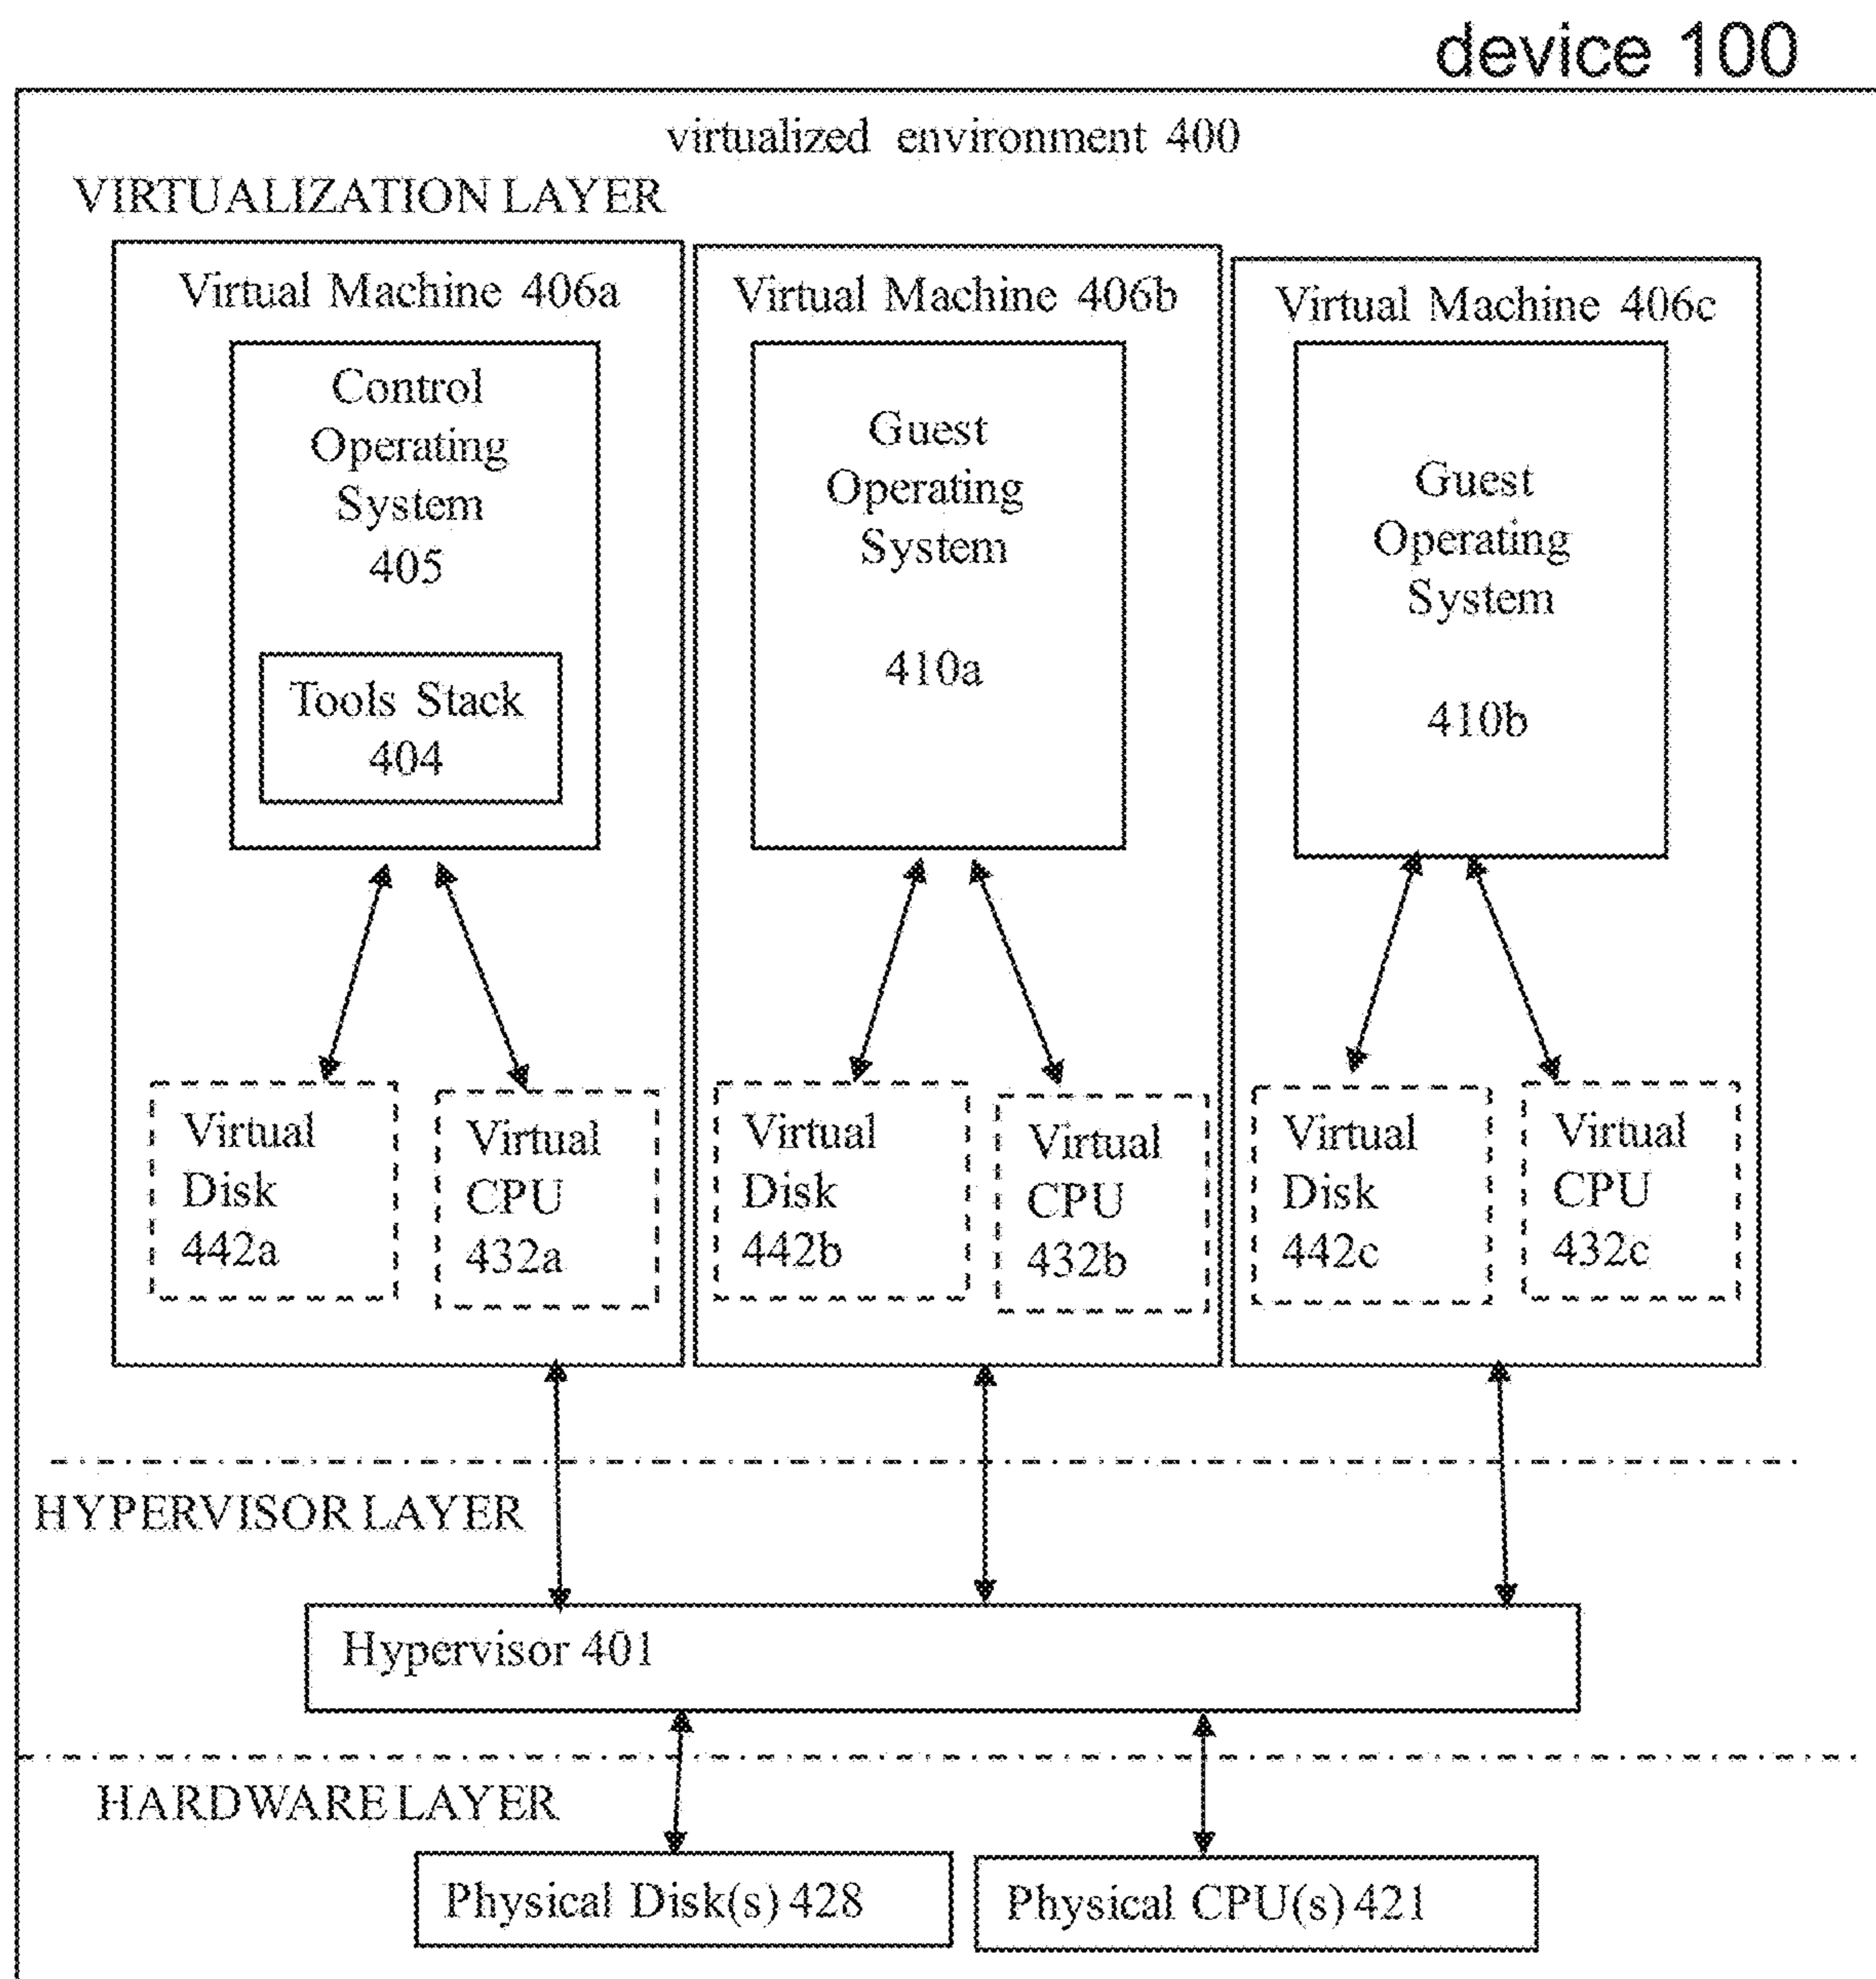 device 100
virtualized environment 400
VIRTUALIZATION LAYER
Virtual Machine 406a
Control
Operating
System
405
Tools Stack
404
Virtual
Disk
442a
Virtual
CPU
432a
Virtual Machine 406b
Guest
Operating
System
410a
Virtual
Disk
442b
Virtual
CPU
432b
Virtual Machine 406c
Guest
Operating
System
410b
Virtual
Disk
442c
Virtual
CPU
432c
HYPERVISOR LAYER
Hypervisor 401
HARDWARE LAYER
Physical Disk(s) 428
Physical CPU(s) 421